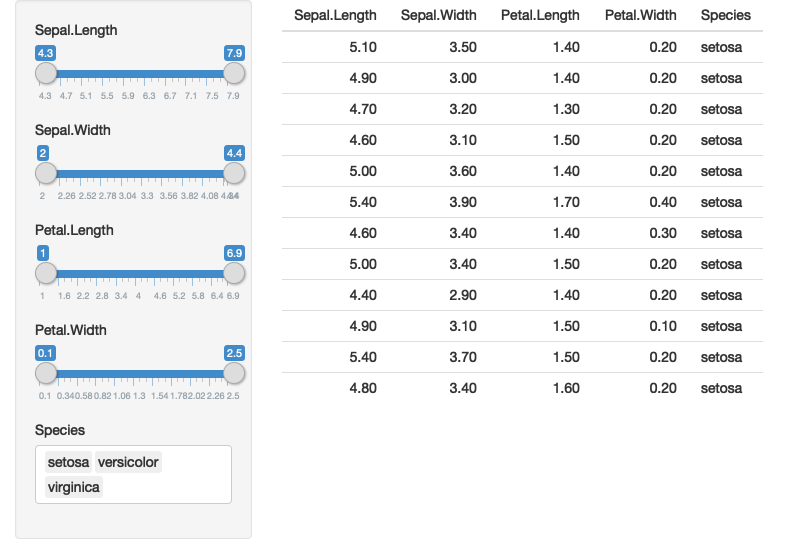 Sepal.Length
4.3 7.9
4.3 4.7 5.1 5.5 5.9 6.3 6.7 7.1 7.5 7.9
Sepal.Width
2 4.4
2 2.26 2.52 2.78 3.04 3.3 3.56 3.82 4.08 4.4
Petal.Length
1 6.9
1 1.6 2.2 2.8 3.4 4 4.6 5.2 5.8 6.4 6.9
Petal.Width
0.1 2.5
0.1 0.34 0.58 0.82 1.06 1.3 1.54 1.78 2.02 2.26 2.5
Species
setosa versicolor
virginica
Sepal.Length Sepal.Width Petal.Length Petal.Width Species
5.10 3.50 1.40 0.20 setosa
4.90 3.00 1.40 0.20 setosa
4.70 3.20 1.30 0.20 setosa
4.60 3.10 1.50 0.20 setosa
5.00 3.60 1.40 0.20 setosa
5.40 3.90 1.70 0.40 setosa
4.60 3.40 1.40 0.30 setosa
5.00 3.40 1.50 0.20 setosa
4.40 2.90 1.40 0.20 setosa
4.90 3.10 1.50 0.10 setosa
5.40 3.70 1.50 0.20 setosa
4.80 3.40 1.60 0.20 setosa